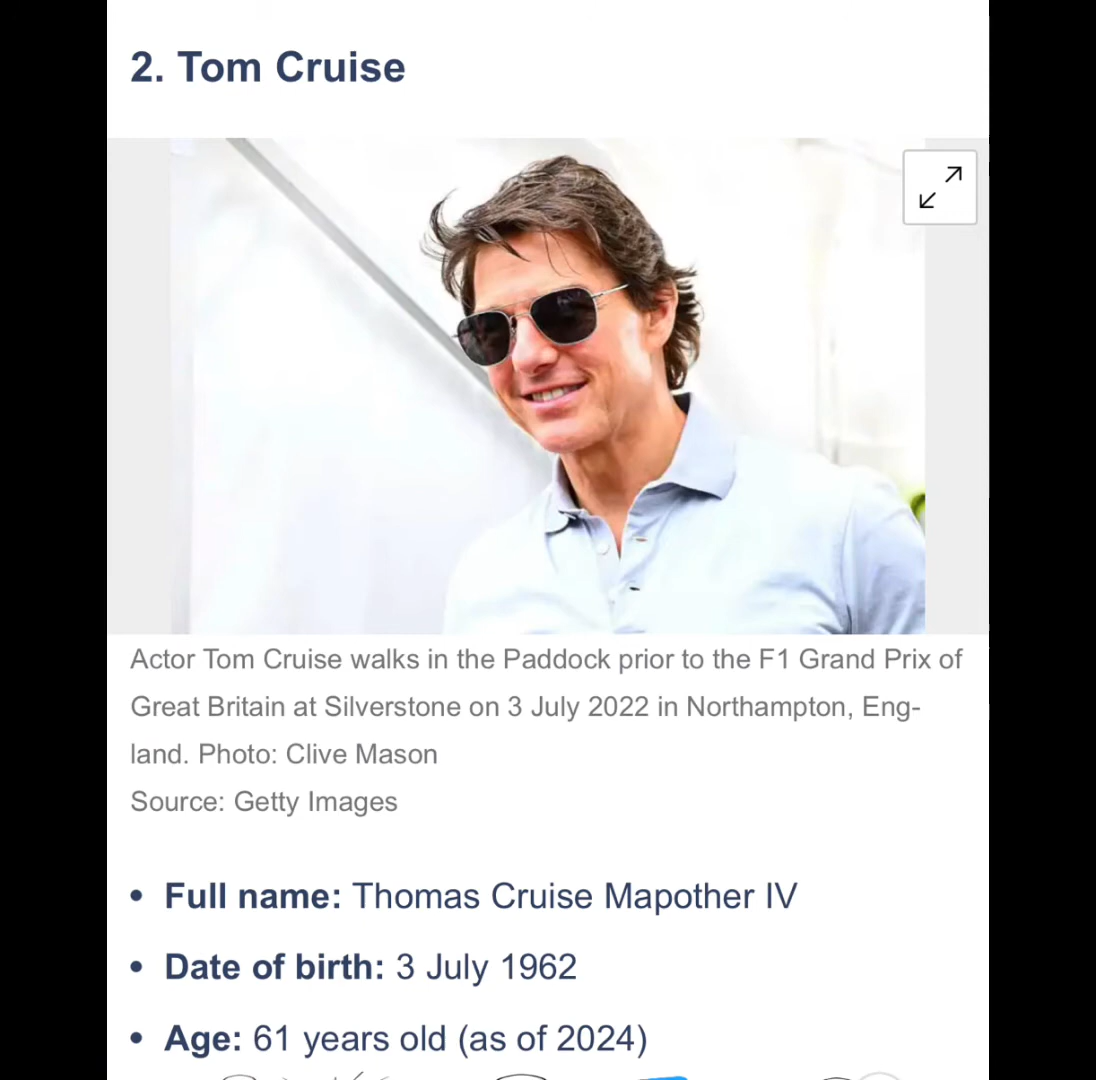 2. Tom Cruise
Actor Tom Cruise walks in the Paddock prior to the F1 Grand Prix of
Great Britain at Silverstone on 3 July 2022 in Northampton, Eng-
land. Photo: Clive Mason
Source: Getty Images
• Full name: Thomas Cruise Mapother IV
• Date of birth: 3 July 1962
• Age: 61 years old (as of 2024)